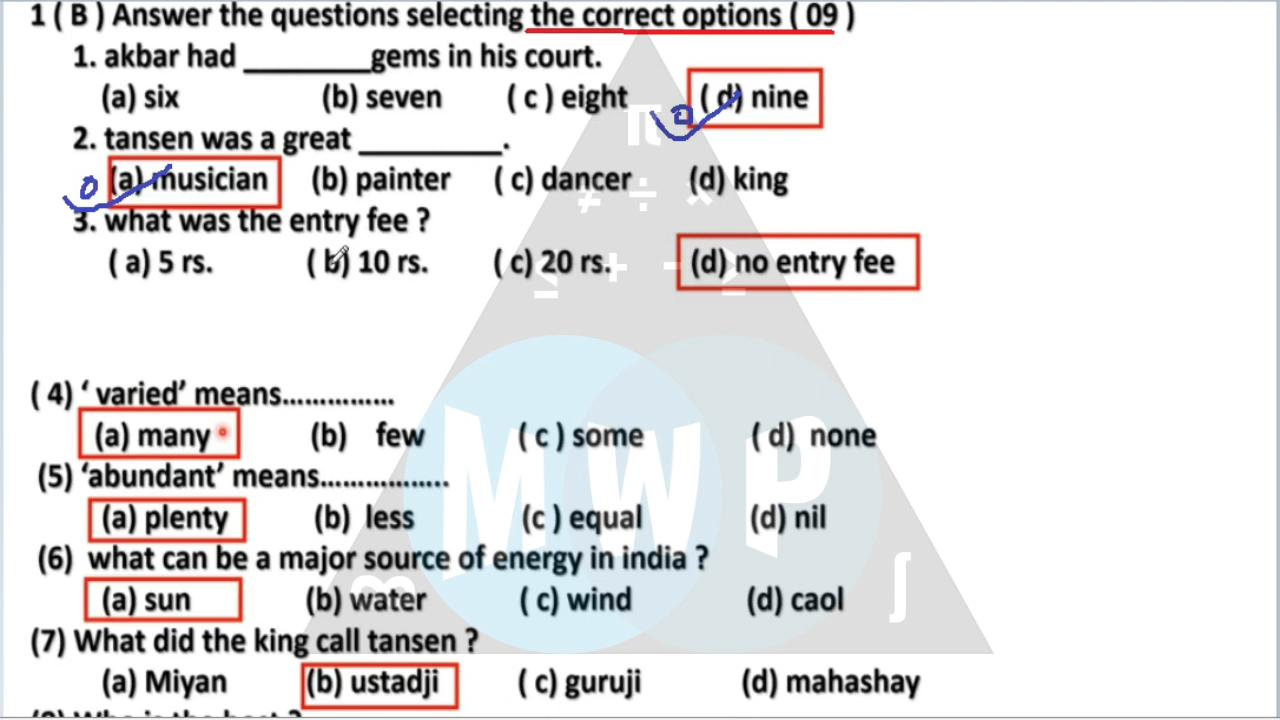 1 ( B ) Answer the questions selecting the correct options ( 09 )
1. akbar had _________gems in his court.
(a) six (b) seven ( c ) eight ( d) nine
2. tansen was a great __________.
(a) musician (b) painter ( c) dancer (d) king
3. what was the entry fee ?
( a) 5 rs. ( b) 10 rs. ( c) 20 rs. (d) no entry fee
( 4) ‘ varied’ means……………
(a) many (b) few ( c ) some ( d) none
(5) ‘abundant’ means……………..
(a) plenty (b) less (c ) equal (d) nil
(6) what can be a major source of energy in india ?
(a) sun (b) water ( c) wind (d) caol
(7) What did the king call tansen ?
(a) Miyan (b) ustadji ( c) guruji (d) mahashay
MWP